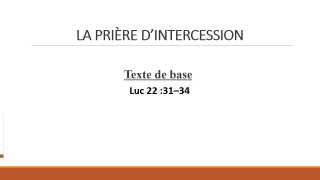 LA PRIÈRE D’INTERCESSION
Texte de base
Luc 22 :31–34